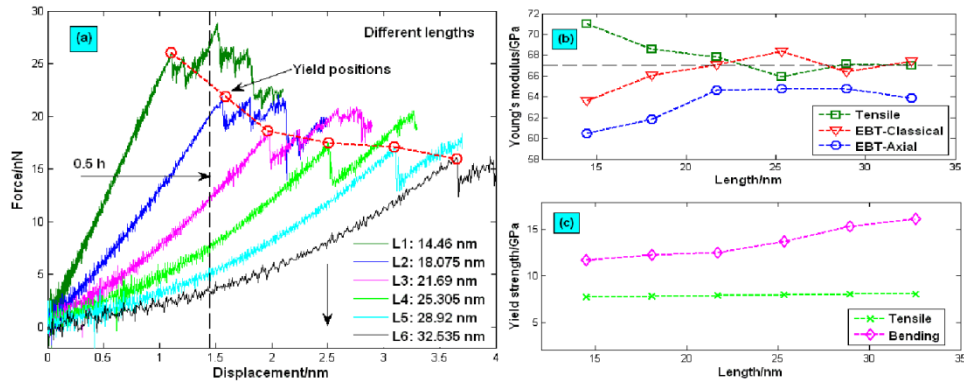 (a)
Different lengths
Yield positions
0.5 h
L1: 14.46 nm
L2: 18.075 nm
L3: 21.69 nm
L4: 25.305 nm
L5: 28.92 nm
L6: 32.535 nm
30
25
20
15
10
5
0
Force/nN
0 0.5 1 1.5 2 2.5 3 3.5 4
Displacement/nm
(b)
72
70
68
66
64
62
60
58
Young's modulus/GPa
Tensile
EBT-Classical
EBT-Axial
15 20 25 30 35
Length/nm
(c)
15
10
5
Yield strength/GPa
Tensile
Bending
15 20 25 30 35
Length/nm